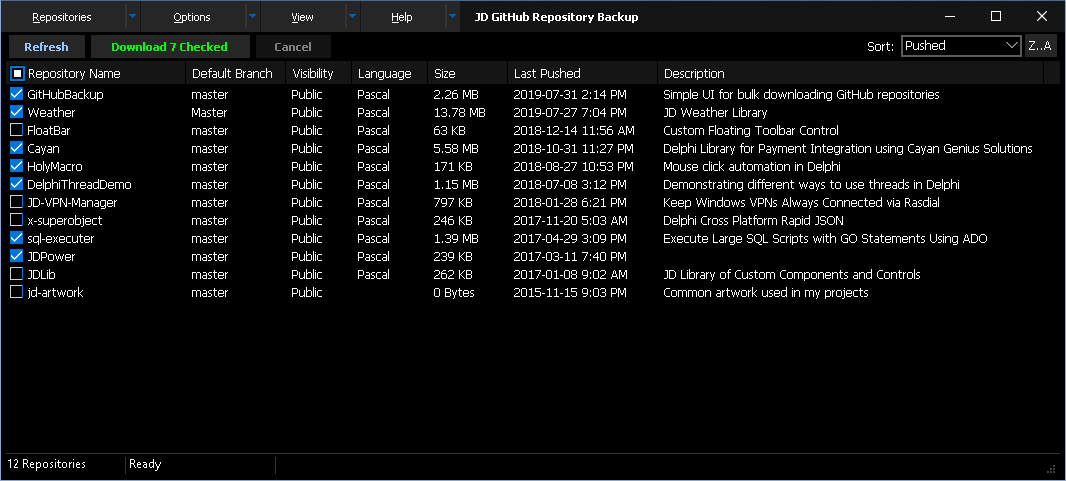 Repositories Options View Help JD GitHub Repository Backup
Refresh Download 7 Checked Cancel Sort: Pushed Z..A
Repository Name Default Branch Visibility Language Size Last Pushed Description
GitHubBackup master Public Pascal 2.26 MB 2019-07-31 2:14 PM Simple UI for bulk downloading GitHub repositories
Weather Master Public Pascal 13.78 MB 2019-07-27 7:04 PM JD Weather Library
FloatBar master Public Pascal 63 KB 2018-12-14 11:56 AM Custom Floating Toolbar Control
Cayan master Public Pascal 5.58 MB 2018-10-31 11:27 PM Delphi Library for Payment Integration using Cayan Genius Solutions
HolyMacro master Public Pascal 171 KB 2018-08-27 10:53 PM Mouse click automation in Delphi
DelphiThreadDemo master Public Pascal 1.15 MB 2018-07-08 3:12 PM Demonstrating different ways to use threads in Delphi
JD-VPN-Manager master Public Pascal 797 KB 2018-01-28 6:21 PM Keep Windows VPNs Always Connected via Rasdial
x-superobject master Public Pascal 246 KB 2017-11-20 5:03 AM Delphi Cross Platform Rapid JSON
sql-executer master Public Pascal 1.39 MB 2017-04-29 3:09 PM Execute Large SQL Scripts with GO Statements Using ADO
JDPower master Public Pascal 239 KB 2017-03-11 7:40 PM
JDLib master Public Pascal 262 KB 2017-01-08 9:02 AM JD Library of Custom Components and Controls
jd-artwork master Public 0 Bytes 2015-11-15 9:03 PM Common artwork used in my projects
12 Repositories Ready